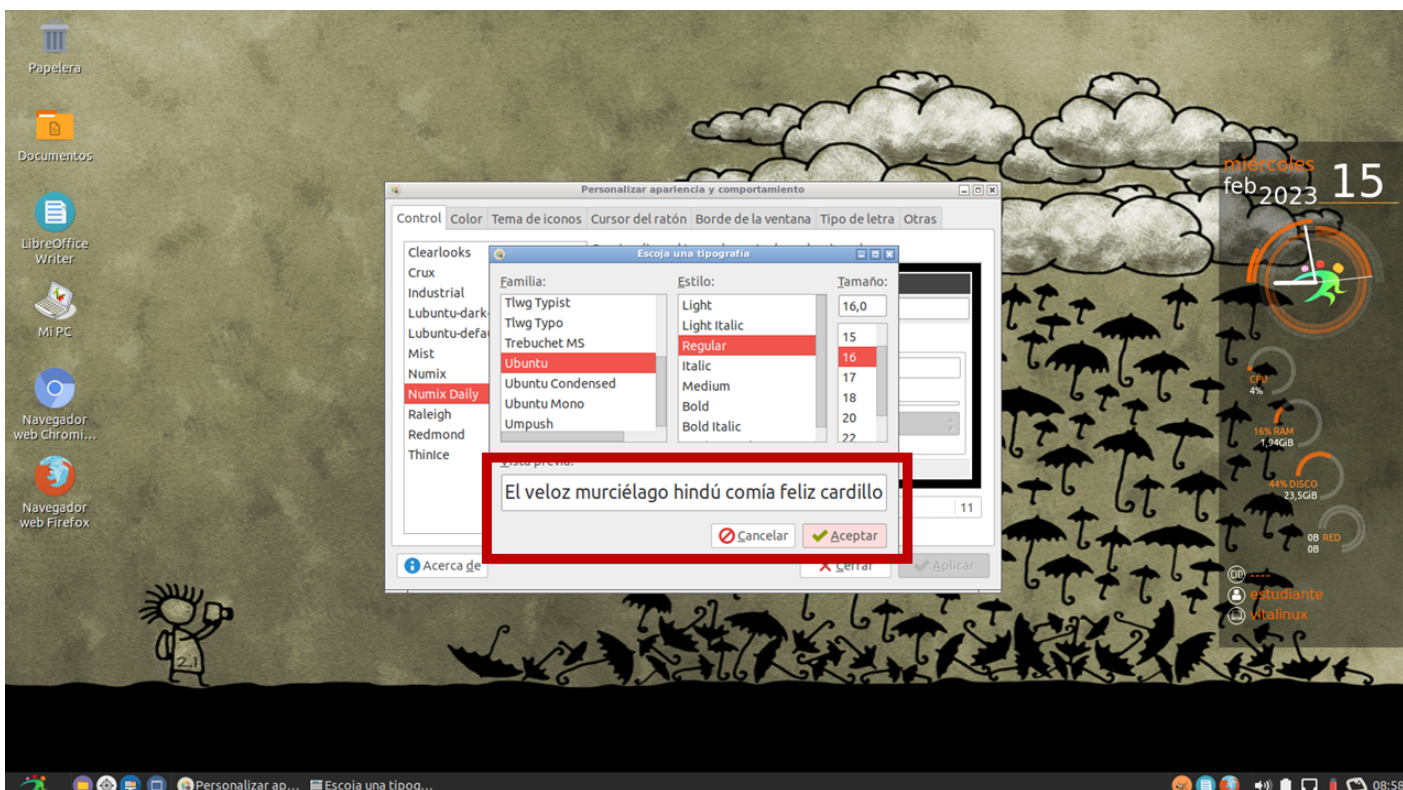 Papelera
Documentos
LibreOffice
Writer
Mi PC
Navegador
web Chromi...
Navegador
web Firefox
Personalizar apariencia y comportamiento
Control Color Tema de iconos Cursor del ratón Borde de la ventana Tipo de letra Otras
Clearlooks
Crux
Industrial
Lubuntu-dark-
Lubuntu-defa
Mist
Numix
Numix Daily
Raleigh
Redmond
ThinIce
Escoja una tipografía
Familia: Estilo: Tamaño:
Tlwg Typist
Tlwg Typo
Trebuchet MS
Ubuntu
Ubuntu Condensed
Ubuntu Mono
Umpush
Light
Light Italic
Regular
Italic
Medium
Bold
Bold Italic
16,0
15
16
17
18
20
22
Vista previa:
El veloz murciélago hindú comía feliz cardillo
Cancelar Aceptar
11
Acerca de Cerrar Aplicar
miércoles
feb 2023 15
CPU
4%
16% RAM
1,94GiB
44% DISCO
23,5GiB
0B RED
0B
----
estudiante
vitalinux
2.1
Personalizar ap... Escoja una tipog... 08:58